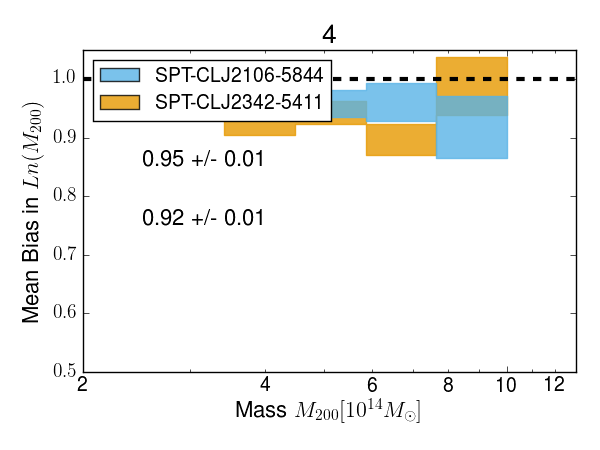 4
SPT-CLJ2106-5844
SPT-CLJ2342-5411
0.95 +/- 0.01
0.92 +/- 0.01
Mean Bias in Ln(M₂₀₀)
1.0
0.9
0.8
0.7
0.6
0.5
2 4 6 8 10 12
Mass M₂₀₀[10¹⁴M☉]